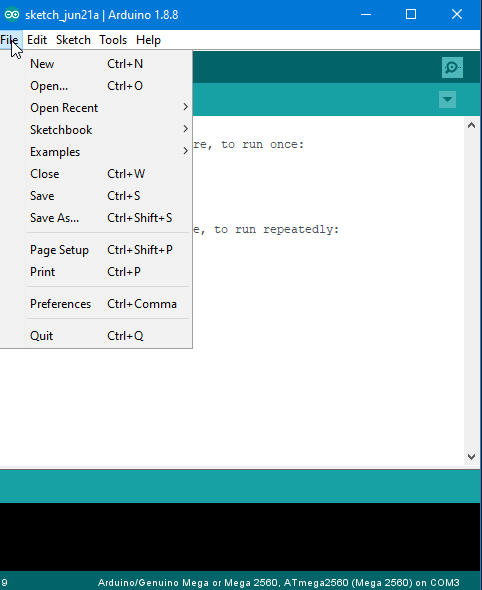 sketch_jun21a | Arduino 1.8.8
File Edit Sketch Tools Help
New Ctrl+N
Open... Ctrl+O
Open Recent
Sketchbook
Examples
Close Ctrl+W
Save Ctrl+S
Save As... Ctrl+Shift+S
Page Setup Ctrl+Shift+P
Print Ctrl+P
Preferences Ctrl+Comma
Quit Ctrl+Q
re, to run once:
e, to run repeatedly:
9 Arduino/Genuino Mega or Mega 2560, ATmega2560 (Mega 2560) on COM3